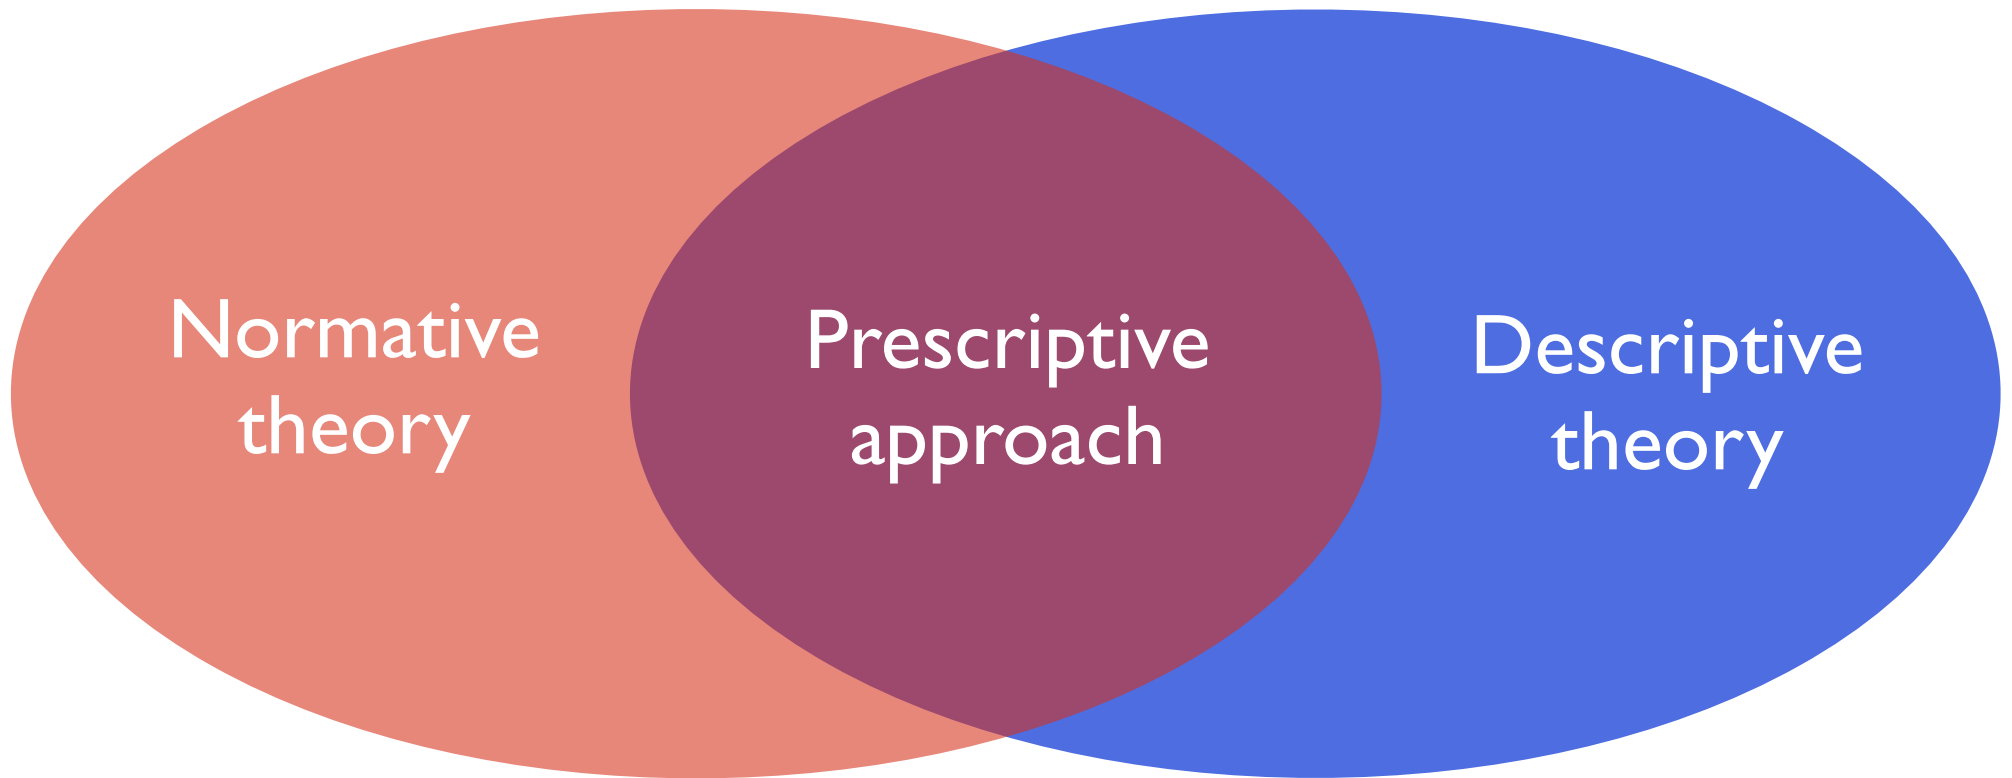 Normative
theory
Prescriptive
approach
Descriptive
theory